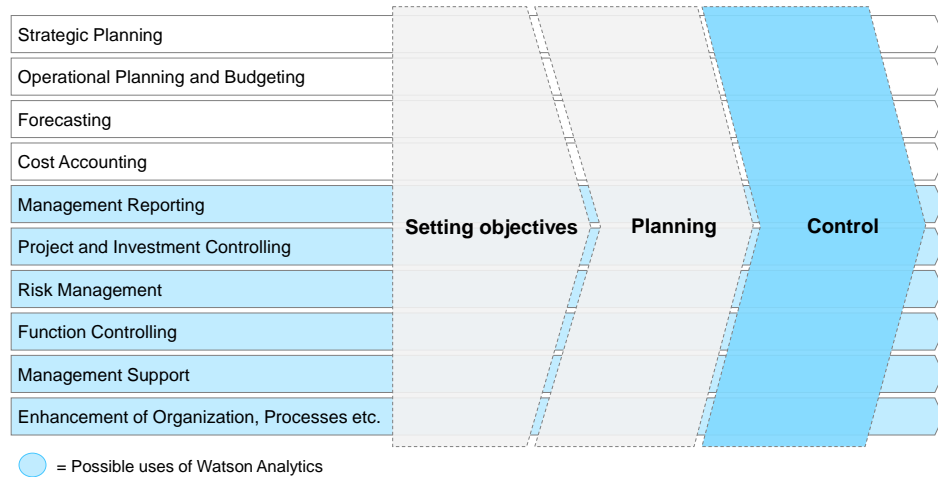 Strategic Planning
Operational Planning and Budgeting
Forecasting
Cost Accounting
Management Reporting
Project and Investment Controlling
Risk Management
Function Controlling
Management Support
Enhancement of Organization, Processes etc.
Setting objectives
Planning
Control
= Possible uses of Watson Analytics